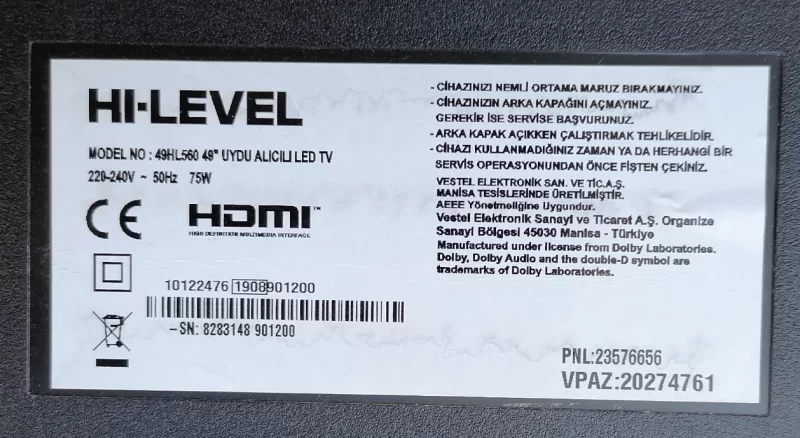 HI-LEVEL
MODEL NO : 49HL560 49" UYDU ALICILI LED TV
220-240V ~ 50Hz 75W
CE HDMI™
HIGH DEFINITION MULTIMEDIA INTERFACE
10122476 1908901200
-SN: 8283148 901200
- CİHAZINIZI NEMLİ ORTAMA MARUZ BIRAKMAYINIZ.
- CİHAZINIZIN ARKA KAPAĞINI AÇMAYINIZ.
GEREKİR İSE SERVİSE BAŞVURUNUZ.
- ARKA KAPAK AÇIKKEN ÇALIŞTIRMAK TEHLİKELİDİR.
- CİHAZI KULLANMADIĞINIZ ZAMAN YA DA HERHANGİ BİR
SERVİS OPERASYONUNDAN ÖNCE FİŞTEN ÇEKİNİZ.
VESTEL ELEKTRONİK SAN. VE TİC.A.Ş.
MANİSA TESİSLERİNDE ÜRETİLMİŞTİR.
AEEE Yönetmeliğine Uygundur.
Vestel Elektronik Sanayi ve Ticaret A.Ş. Organize
Sanayi Bölgesi 45030 Manisa - Türkiye
Manufactured under license from Dolby Laboratories.
Dolby, Dolby Audio and the double-D symbol are
trademarks of Dolby Laboratories.
PNL:23576656
VPAZ:20274761